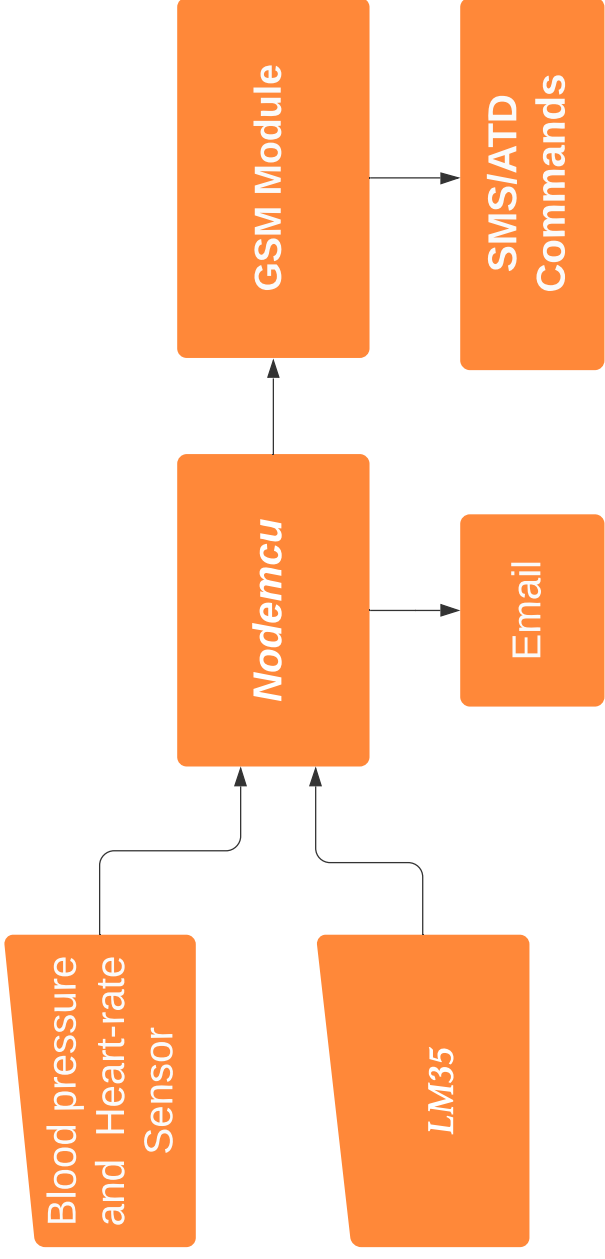 Blood pressure
and Heart-rate
Sensor
Nodemcu
GSM Module
LM35
Email
SMS/ATD
Commands